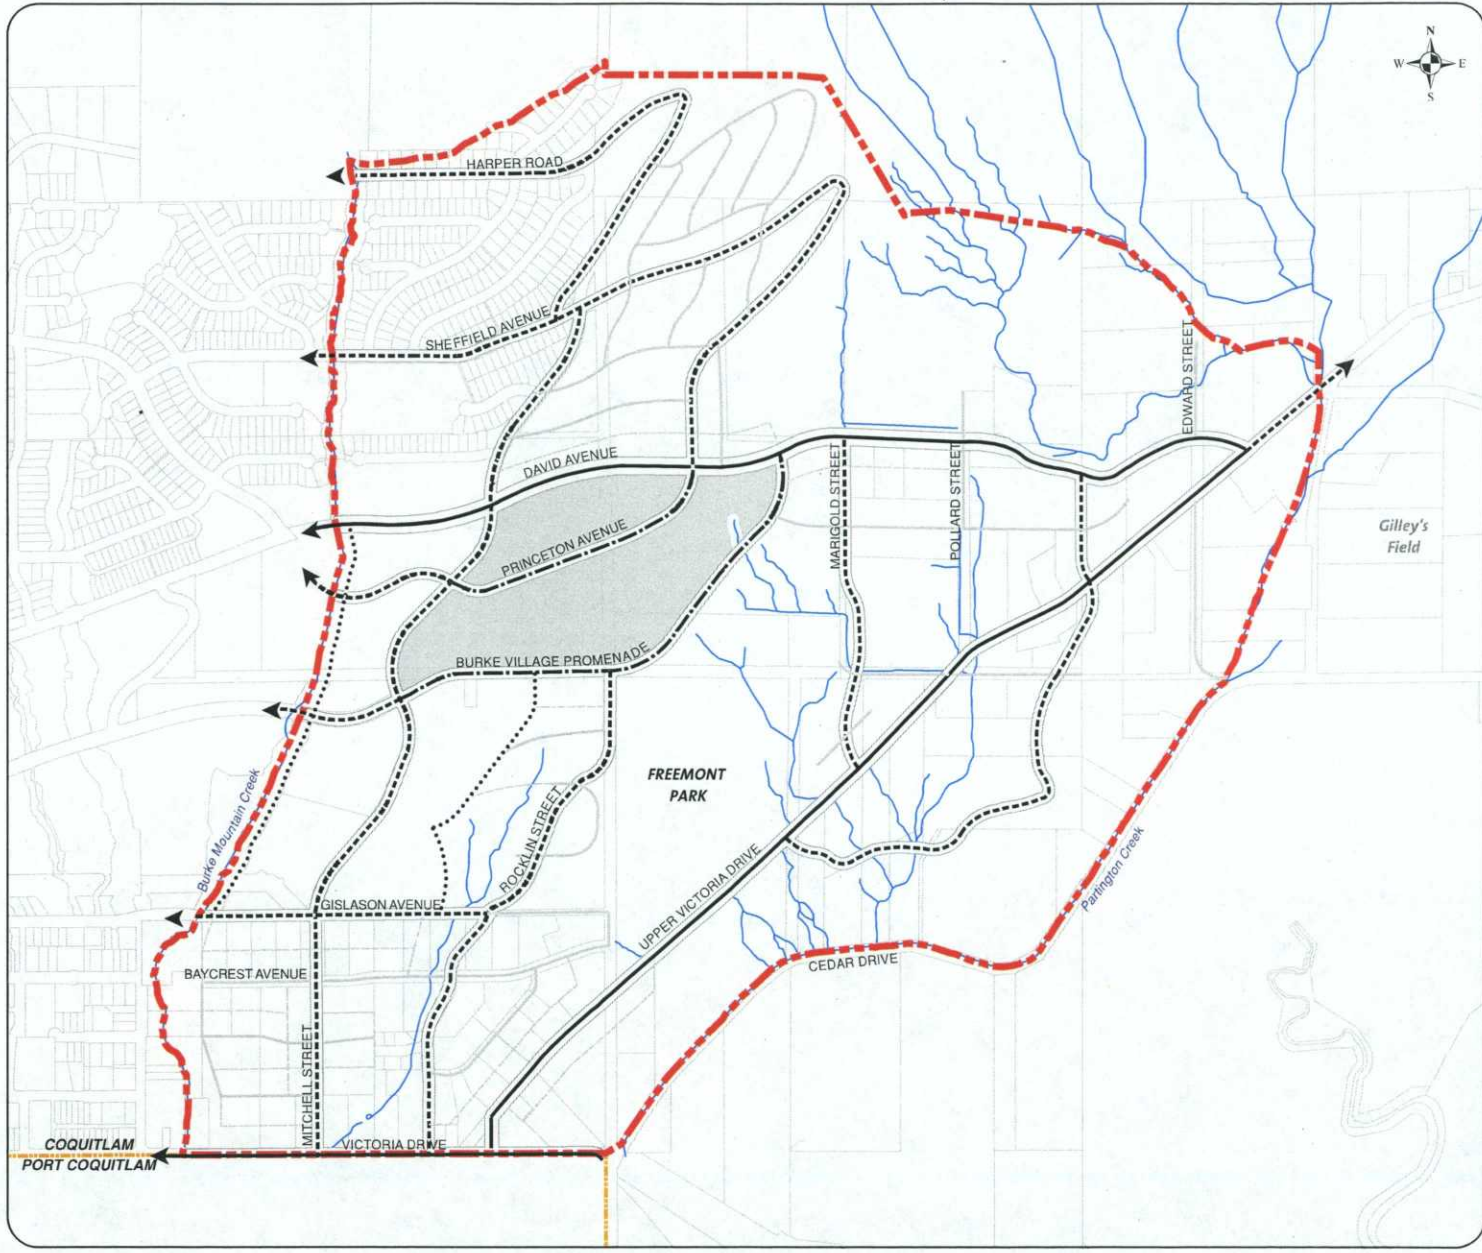 N
W E
S
HARPER ROAD
SHEFFIELD AVENUE
EDWARD STREET
DAVID AVENUE
MARIGOLD STREET
POLLARD STREET
PRINCETON AVENUE
Gilley's
Field
BURKE VILLAGE PROMENADE
FREEMONT
PARK
Burke Mountain Creek
ROCKLIN STREET
GISLASON AVENUE
UPPER VICTORIA DRIVE
Partington Creek
BAYCREST AVENUE
CEDAR DRIVE
MITCHELL STREET
VICTORIA DRIVE
COQUITLAM
PORT COQUITLAM